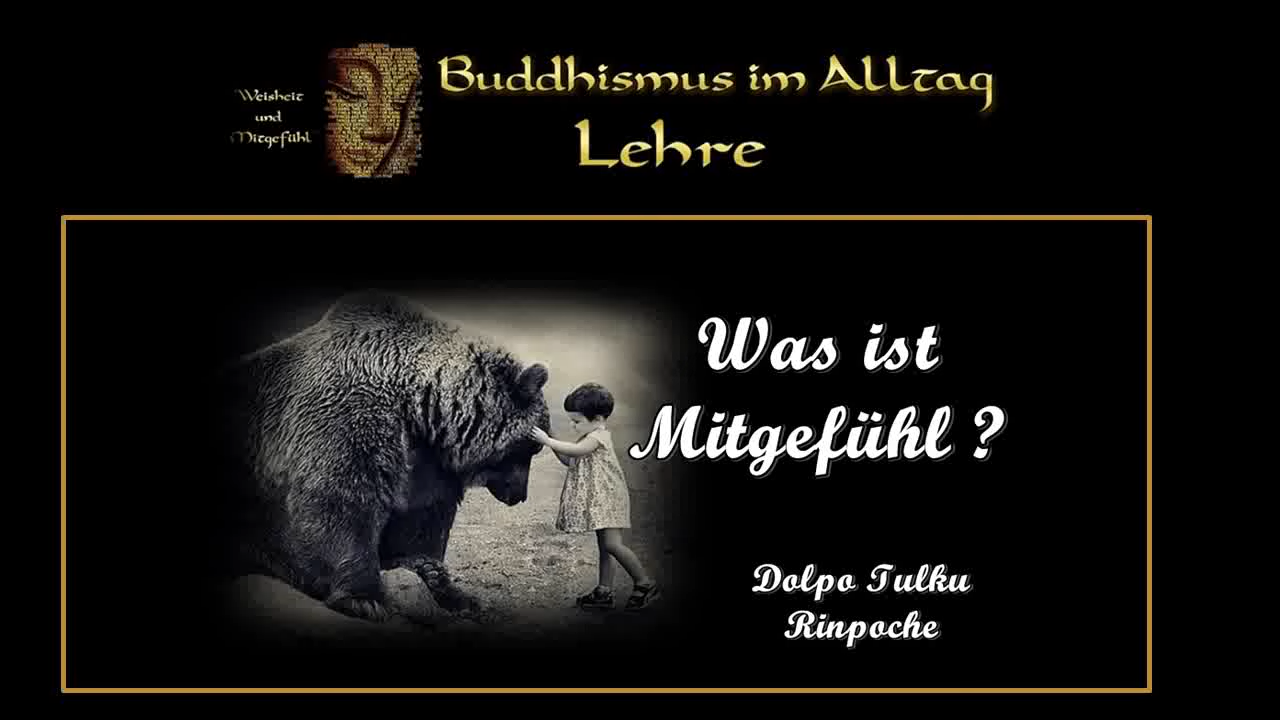 Weisheit
und
Mitgefühl
Buddhismus im Alltag
Lehre
Was ist
Mitgefühl ?
Dolpo Tulku
Rinpoche